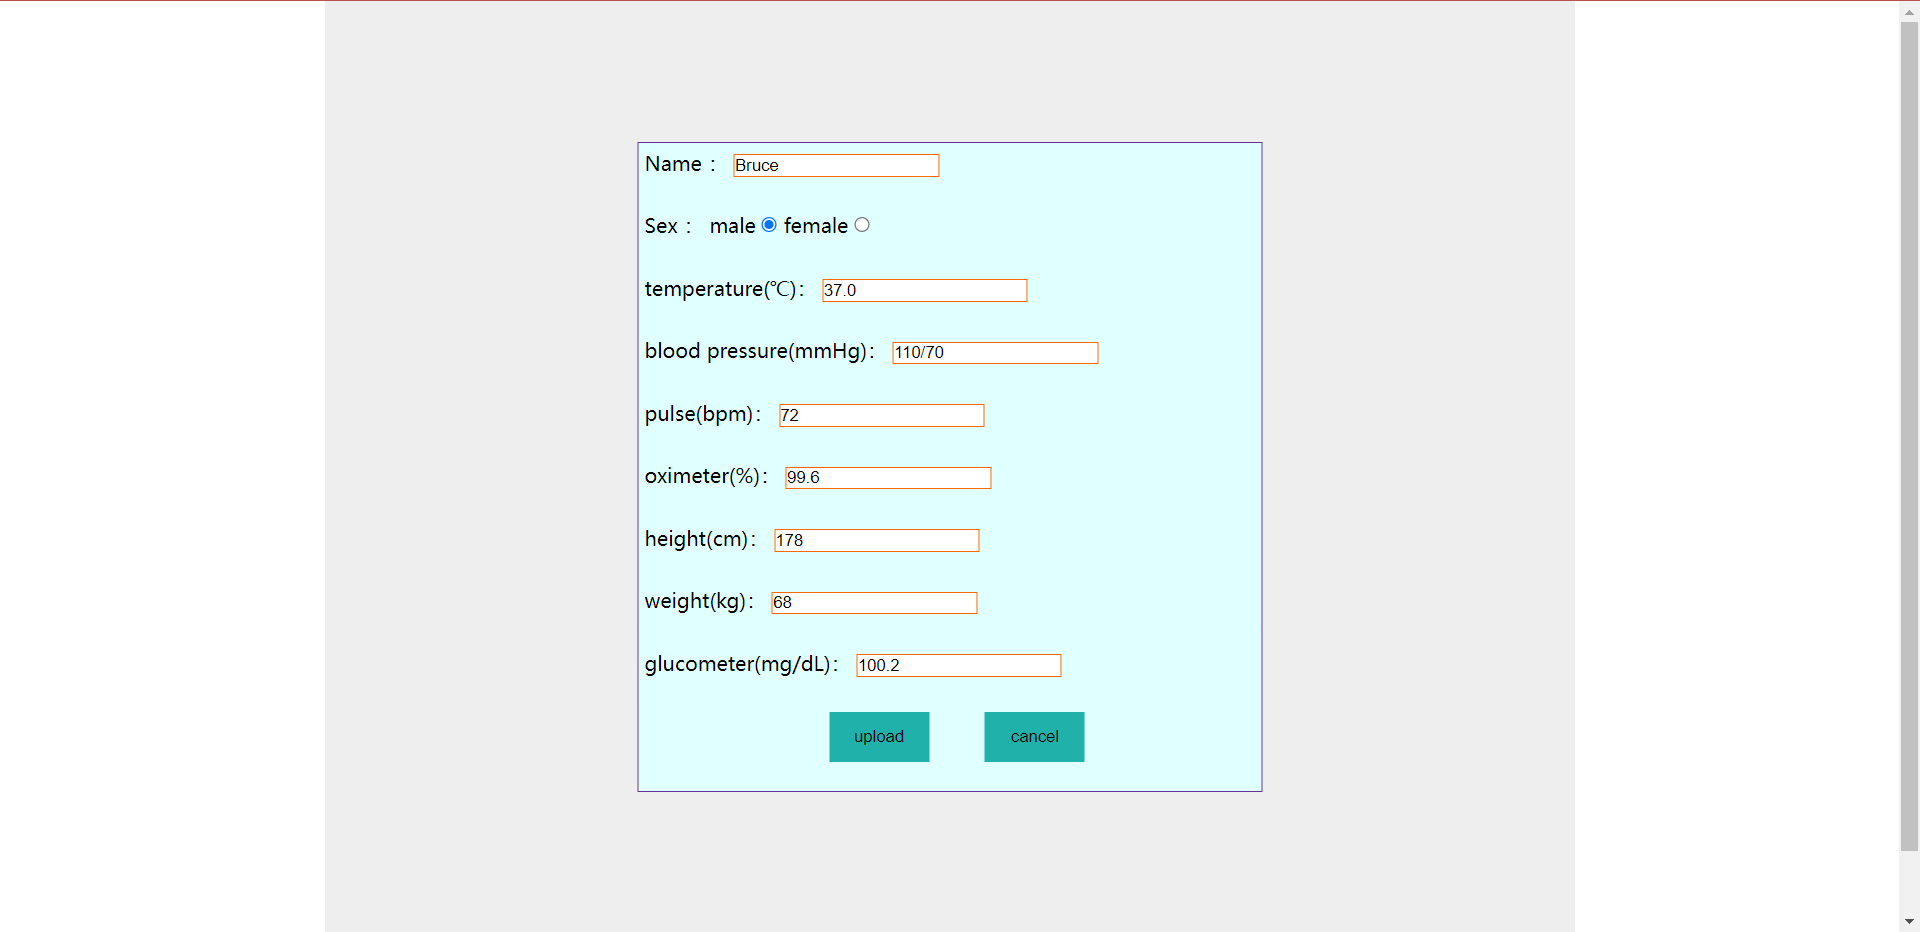 Name： Bruce
Sex： male female
temperature(℃)： 37.0
blood pressure(mmHg)： 110/70
pulse(bpm)： 72
oximeter(%)： 99.6
height(cm)： 178
weight(kg)： 68
glucometer(mg/dL)： 100.2
upload cancel